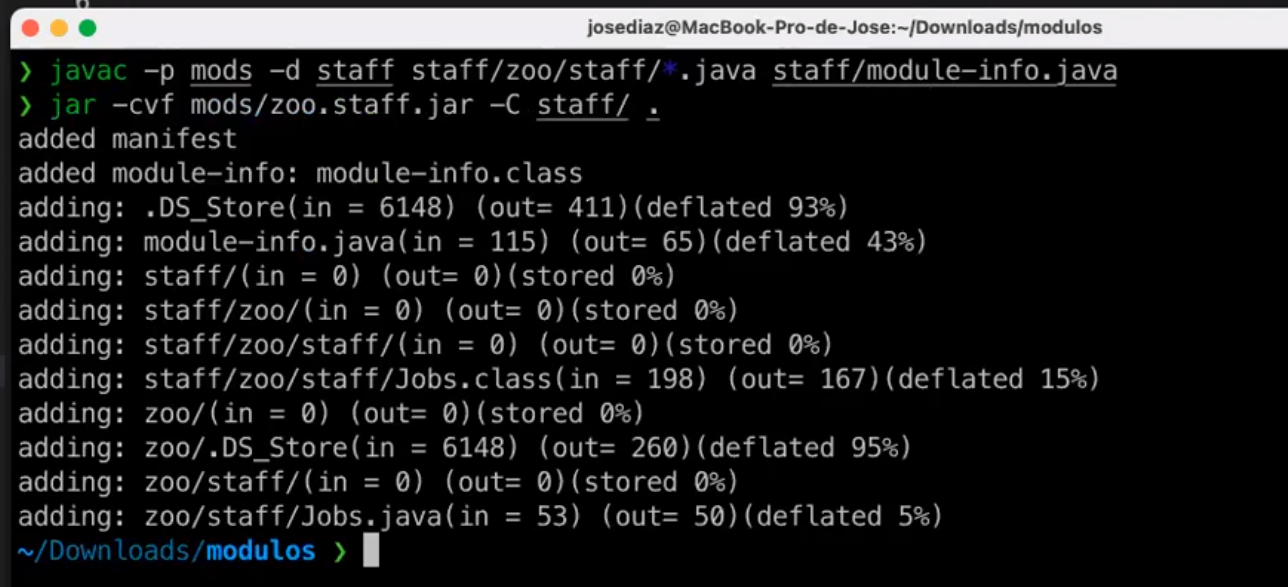 josediaz@MacBook-Pro-de-Jose:~/Downloads/modulos
❯ javac -p mods -d staff staff/zoo/staff/*.java staff/module-info.java
❯ jar -cvf mods/zoo.staff.jar -C staff/ .
added manifest
added module-info: module-info.class
adding: .DS_Store(in = 6148) (out= 411)(deflated 93%)
adding: module-info.java(in = 115) (out= 65)(deflated 43%)
adding: staff/(in = 0) (out= 0)(stored 0%)
adding: staff/zoo/(in = 0) (out= 0)(stored 0%)
adding: staff/zoo/staff/(in = 0) (out= 0)(stored 0%)
adding: staff/zoo/staff/Jobs.class(in = 198) (out= 167)(deflated 15%)
adding: zoo/(in = 0) (out= 0)(stored 0%)
adding: zoo/.DS_Store(in = 6148) (out= 260)(deflated 95%)
adding: zoo/staff/(in = 0) (out= 0)(stored 0%)
adding: zoo/staff/Jobs.java(in = 53) (out= 50)(deflated 5%)
~/Downloads/modulos ❯